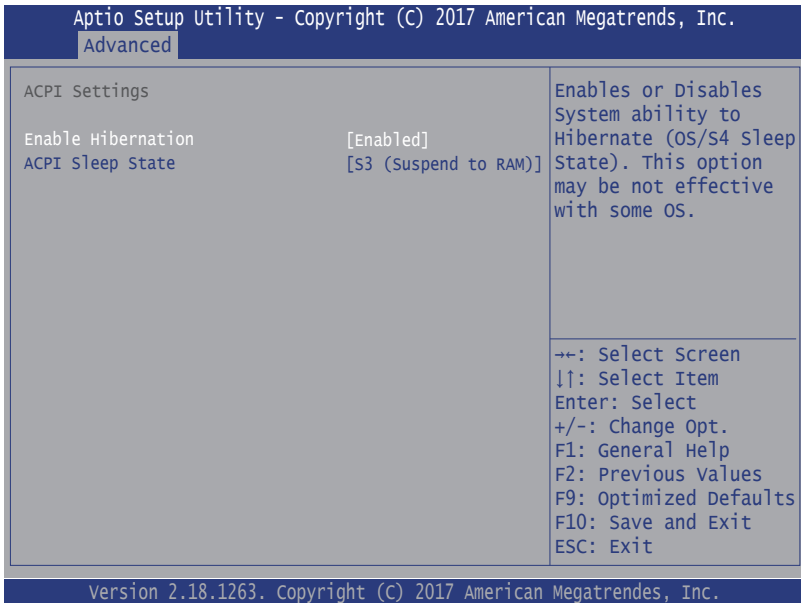 Aptio Setup Utility - Copyright (C) 2017 American Megatrends, Inc.
Advanced
ACPI Settings
Enable Hibernation [Enabled]
ACPI Sleep State [S3 (Suspend to RAM)]
Enables or Disables
System ability to
Hibernate (OS/S4 Sleep
State). This option
may be not effective
with some OS.
→←: Select Screen
↓↑: Select Item
Enter: Select
+/-: Change Opt.
F1: General Help
F2: Previous Values
F9: Optimized Defaults
F10: Save and Exit
ESC: Exit
Version 2.18.1263. Copyright (C) 2017 American Megatrendes, Inc.